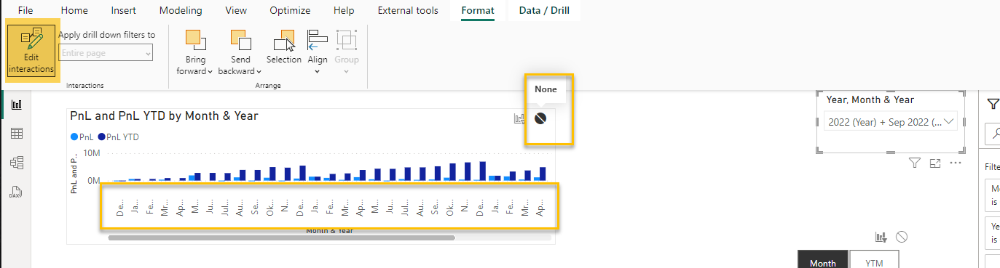 File Home Insert Modeling View Optimize Help External tools Format Data / Drill
Edit
interactions
Apply drill down filters to
Entire page
Bring
forward
Send
backward
Selection
Align
Group
Interactions
Arrange
None
PnL and PnL YTD by Month & Year
PnL PnL YTD
PnL and P...
10M
0M
De... Ja... Fe... Mr... Ap... M... Ju... Jul... Au... Se... Ok... N... De... Ja... Fe... Mr... Ap... M... Ju... Jul... Au... Se... Ok... N... De... Ja... Fe... Mr... Ap...
Month & Year
Year, Month & Year
2022 (Year) + Sep 2022 (...
DAX
Filte
is
Ye
is
Month YTM